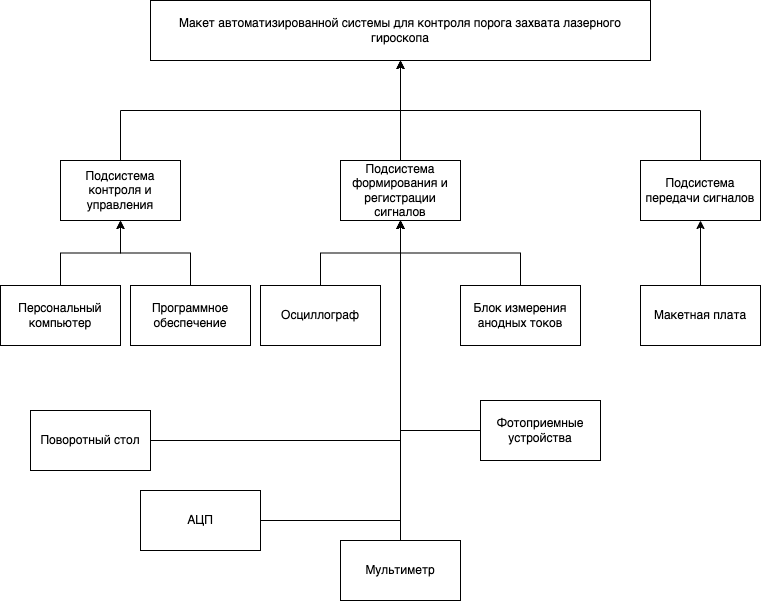 Макет автоматизированной системы для контроля порога захвата лазерного
гироскопа
Подсистема
контроля и
управления
Подсистема
формирования и
регистрации
сигналов
Подсистема
передачи сигналов
Персональный
компьютер
Программное
обеспечение
Осциллограф
Блок измерения
анодных токов
Макетная плата
Поворотный стол
Фотоприемные
устройства
АЦП
Мультиметр